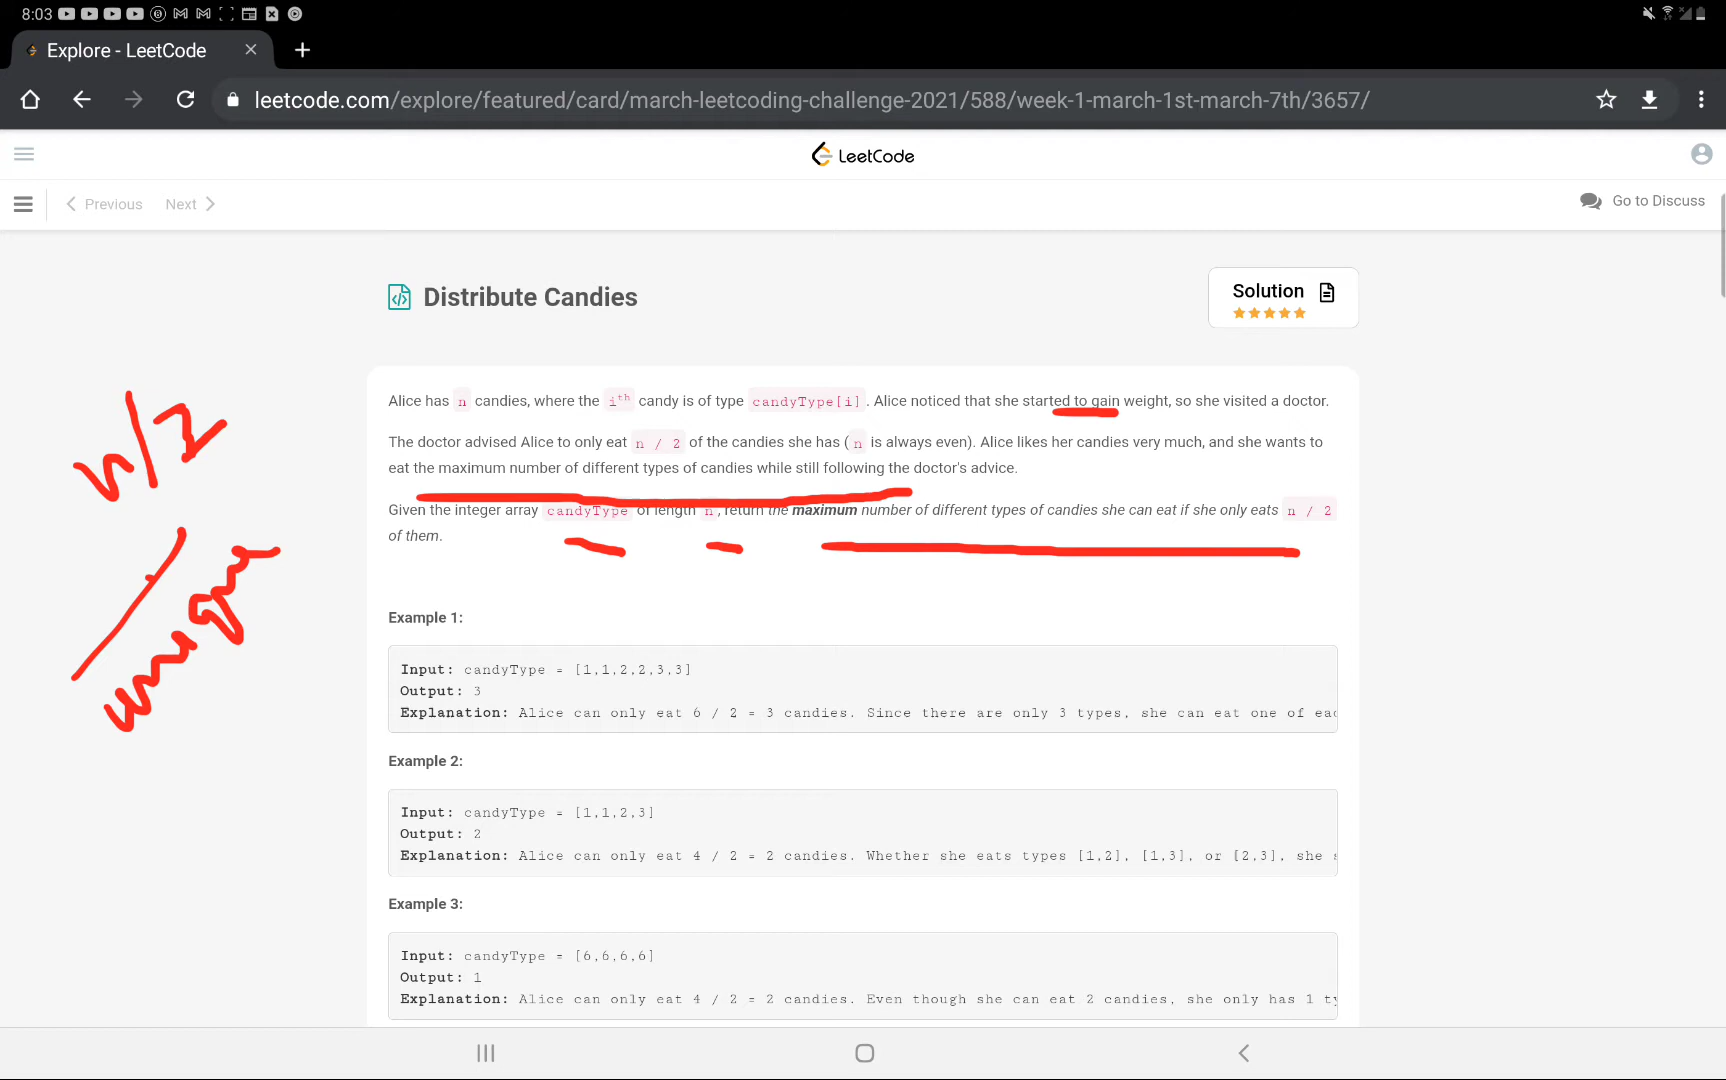 8:03
Explore - LeetCode
leetcode.com/explore/featured/card/march-leetcoding-challenge-2021/588/week-1-march-1st-march-7th/3657/
LeetCode
Previous Next
Go to Discuss
Distribute Candies
Solution
Alice has n candies, where the ith candy is of type candyType[i]. Alice noticed that she started to gain weight, so she visited a doctor.
The doctor advised Alice to only eat n / 2 of the candies she has (n is always even). Alice likes her candies very much, and she wants to
eat the maximum number of different types of candies while still following the doctor's advice.
Given the integer array candyType of length n, return the maximum number of different types of candies she can eat if she only eats n / 2
of them.
n/2
unique
Example 1:
Input: candyType = [1,1,2,2,3,3]
Output: 3
Explanation: Alice can only eat 6 / 2 = 3 candies. Since there are only 3 types, she can eat one of eac
Example 2:
Input: candyType = [1,1,2,3]
Output: 2
Explanation: Alice can only eat 4 / 2 = 2 candies. Whether she eats types [1,2], [1,3], or [2,3], she s
Example 3:
Input: candyType = [6,6,6,6]
Output: 1
Explanation: Alice can only eat 4 / 2 = 2 candies. Even though she can eat 2 candies, she only has 1 ty